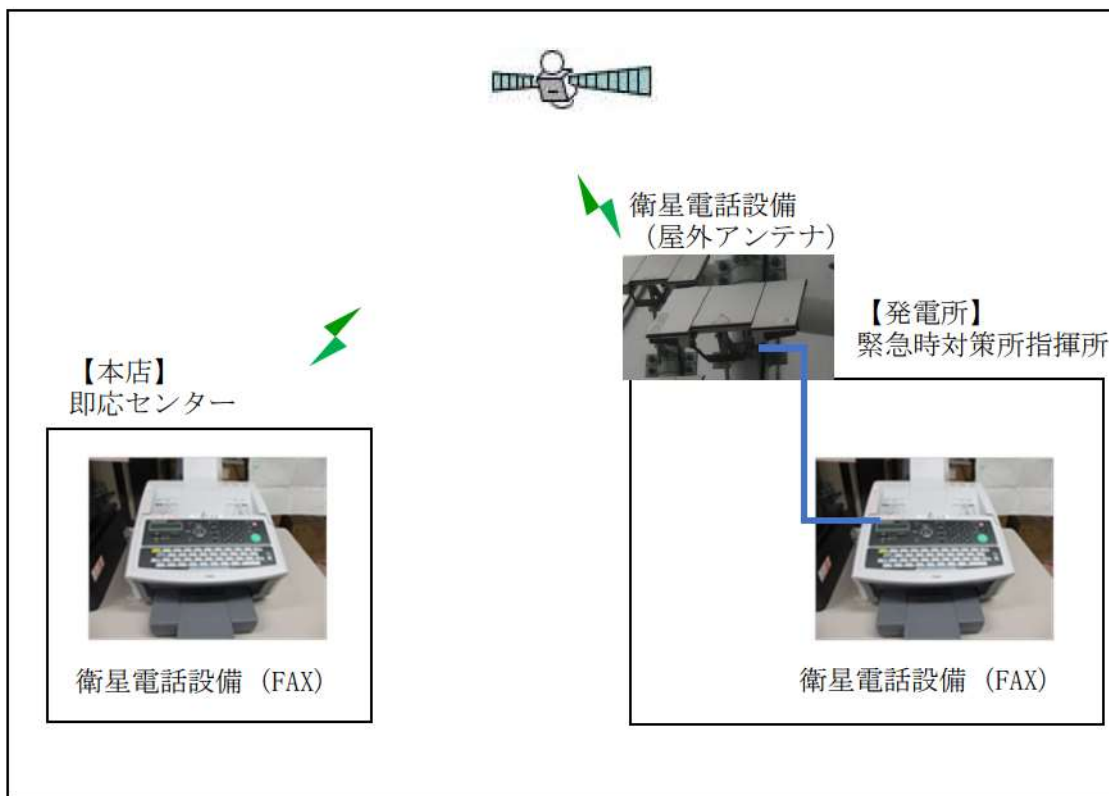 衛星電話設備
(屋外アンテナ)
【発電所】
緊急時対策所指揮所
【本店】
即応センター
衛星電話設備 (FAX)
衛星電話設備 (FAX)